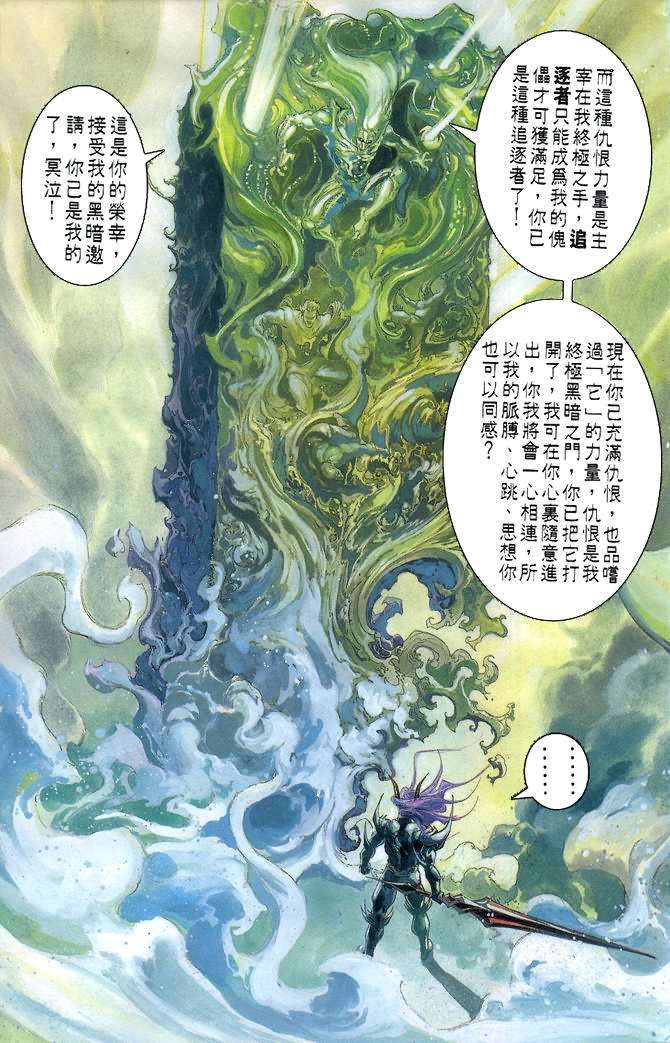 而這種仇恨力量是主
宰在我終極之手，追
逐者只能成爲我的傀
儡才可獲滿足，你已
是這種追逐者了！
現在你已充滿仇恨，也品嚐
過「它」的力量，仇恨是我
終極黑暗之門，你已把它打
開了，我可在你心裏隨意進
出，你我將會一心相連，所
以我的脈膊、心跳、思想你
也可以同感？
這是你的榮幸，
接受我的黑暗邀
請，你已是我的
了，冥泣！
…………